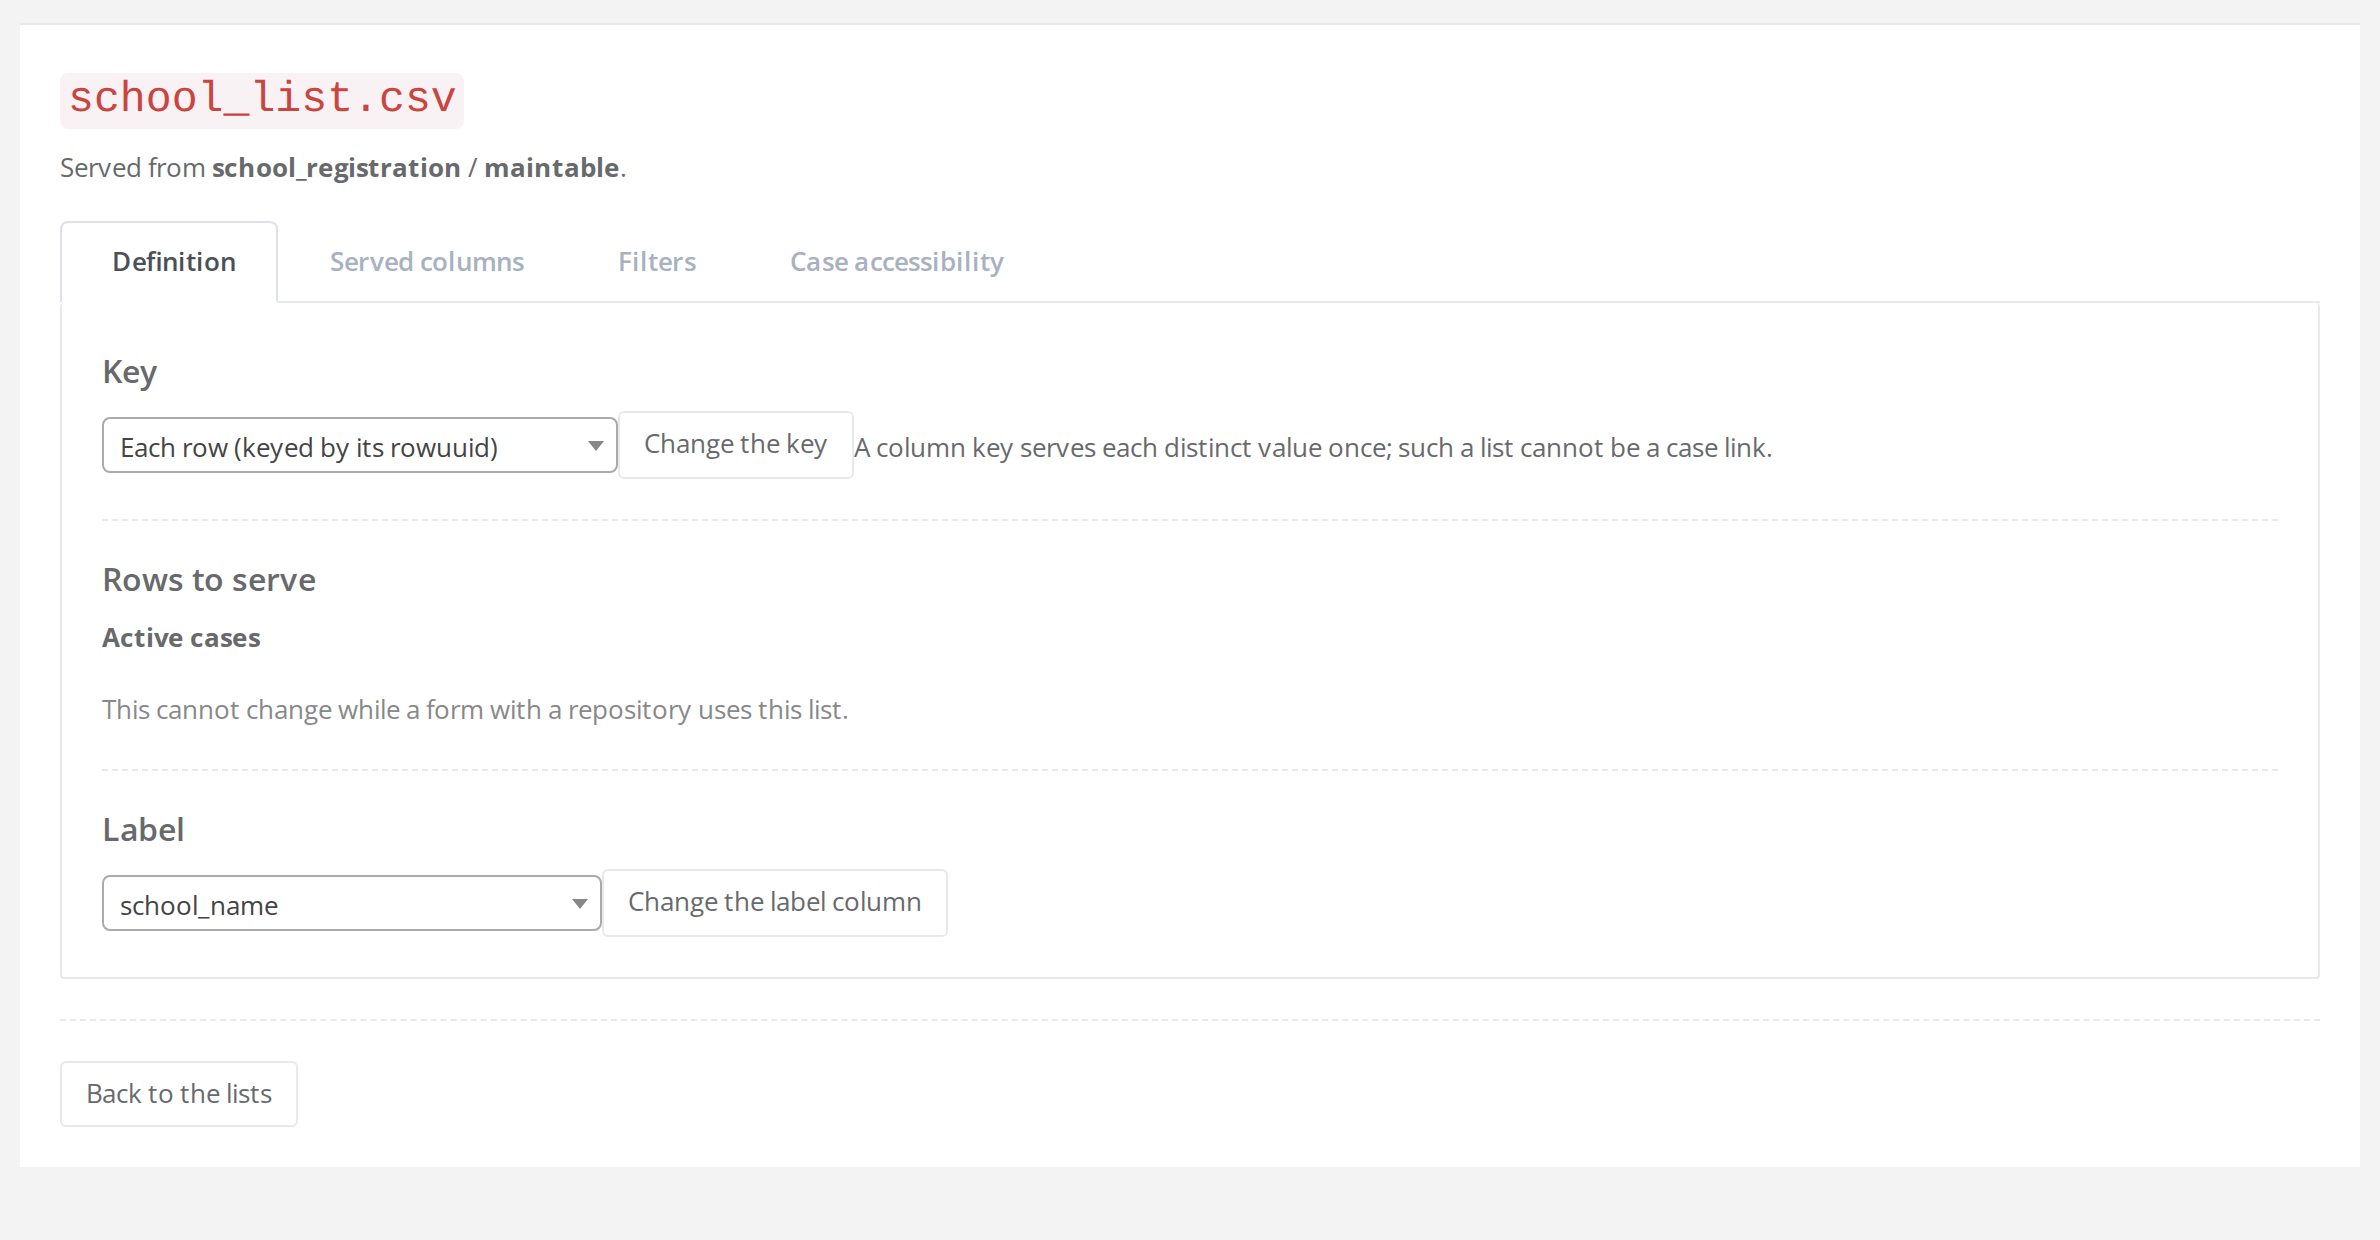 school_list.csv
Served from school_registration / maintable.
Definition Served columns Filters Case accessibility
Key
Each row (keyed by its rowuuid) Change the key A column key serves each distinct value once; such a list cannot be a case link.
Rows to serve
Active cases
This cannot change while a form with a repository uses this list.
Label
school_name Change the label column
Back to the lists